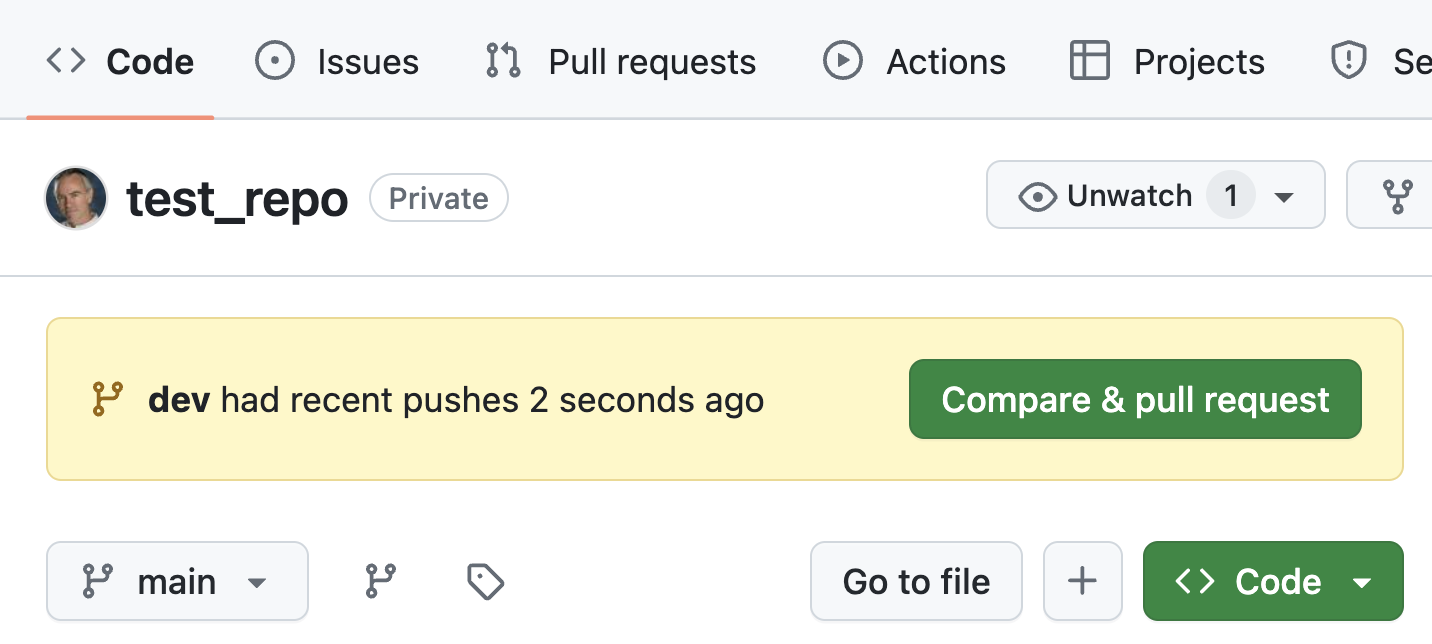 Code Issues Pull requests Actions Projects Se
test_repo Private Unwatch 1
dev had recent pushes 2 seconds ago Compare & pull request
main Go to file + Code